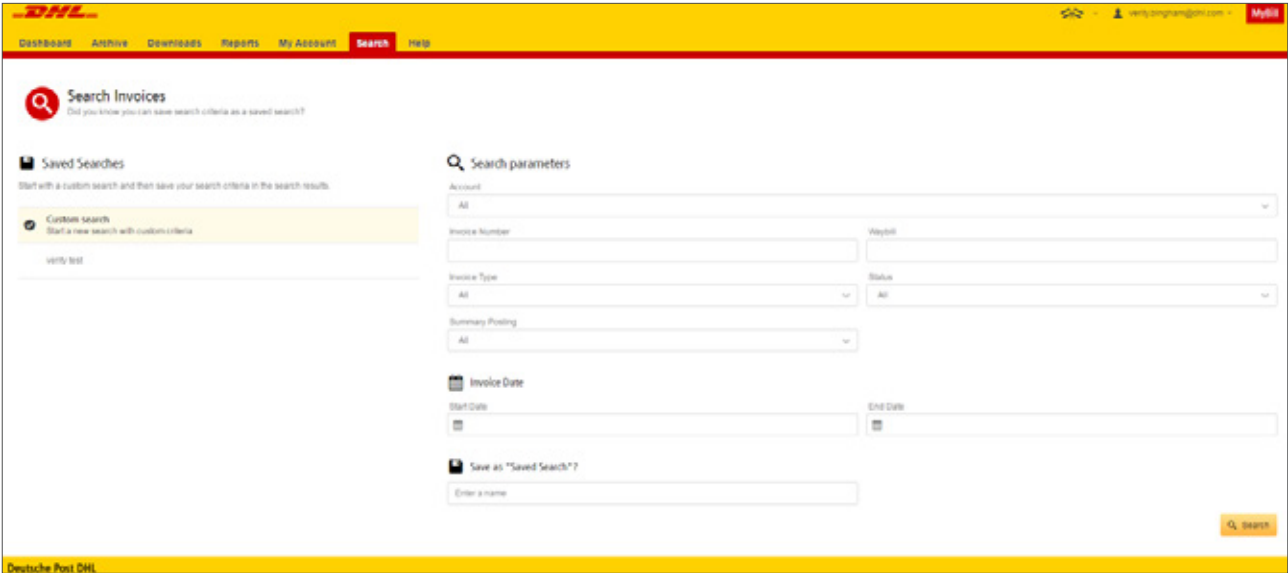 DHL
verity.bingham@dhl.com
MyBill
Dashboard Archive Downloads Reports My Account Search Help
Search Invoices
Did you know you can save search criteria as a saved search?
Saved Searches
Start with a custom search and then save your search criteria in the search results.
Custom search
Start a new search with custom criteria
verity test
Search parameters
Account
All
Invoice Number Waybill
Invoice Type Status
All All
Summary Posting
All
Invoice Date
Start Date End Date
Save as "Saved Search"?
Enter a name
Search
Deutsche Post DHL